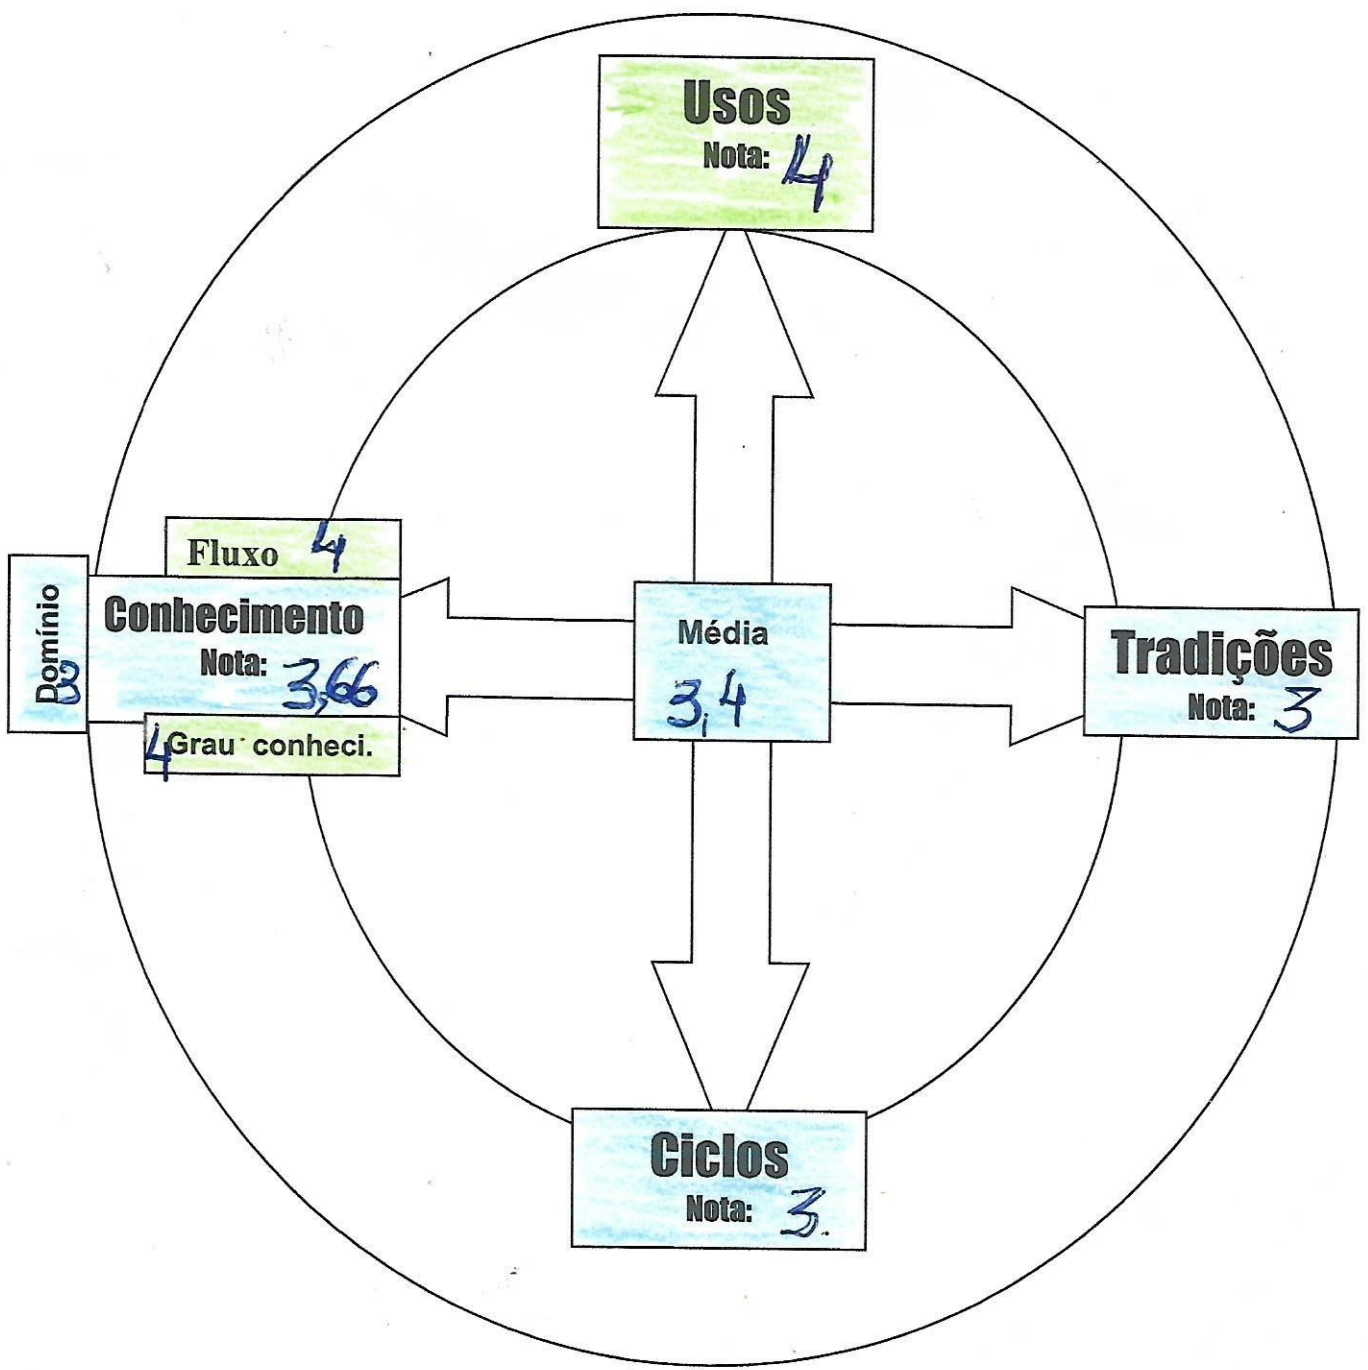 Usos
Nota: 4
Fluxo 4
Domínio 3
Conhecimento
Nota: 3,66
4 Grau conheci.
Média
3,4
Tradições
Nota: 3
Ciclos
Nota: 3.